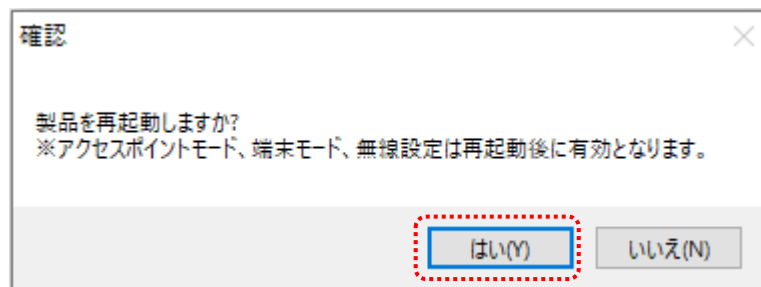 確認
製品を再起動しますか?
※アクセスポイントモード、端末モード、無線設定は再起動後に有効となります。
はい(Y)
いいえ(N)